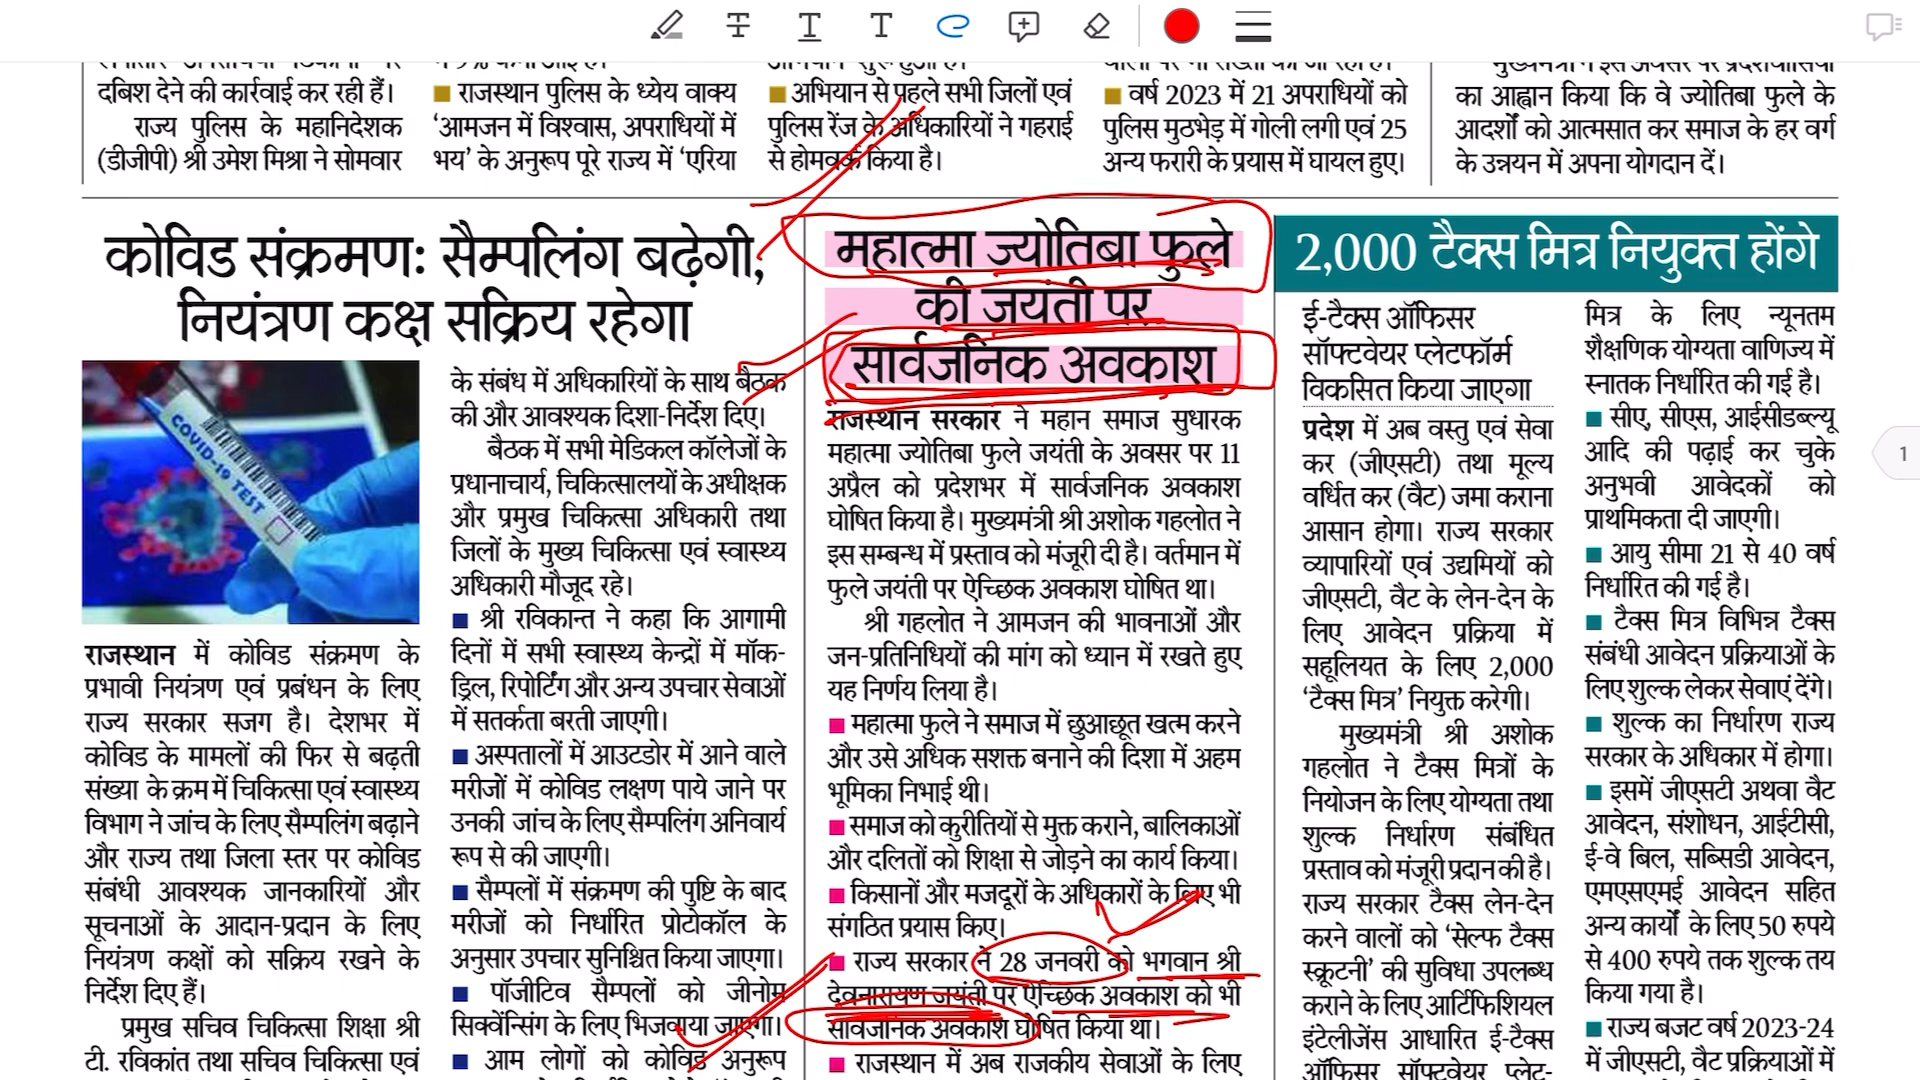 दबिश देने की कार्रवाई कर रही हैं।
राज्य पुलिस के महानिदेशक
(डीजीपी) श्री उमेश मिश्रा ने सोमवार
■ राजस्थान पुलिस के ध्येय वाक्य
‘आमजन में विश्वास, अपराधियों में
भय’ के अनुरूप पूरे राज्य में ‘एरिया
■ अभियान से पहले सभी जिलों एवं
पुलिस रेंज के अधिकारियों ने गहराई
से होमवर्क किया है।
■ वर्ष 2023 में 21 अपराधियों को
पुलिस मुठभेड़ में गोली लगी एवं 25
अन्य फरारी के प्रयास में घायल हुए।
मुख्यमंत्री ने इस अवसर पर प्रदेशवासियों
का आह्वान किया कि वे ज्योतिबा फुले के
आदर्शों को आत्मसात कर समाज के हर वर्ग
के उन्नयन में अपना योगदान दें।
कोविड संक्रमण: सैम्पलिंग बढ़ेगी,
नियंत्रण कक्ष सक्रिय रहेगा
COVID-19 TEST
राजस्थान में कोविड संक्रमण के
प्रभावी नियंत्रण एवं प्रबंधन के लिए
राज्य सरकार सजग है। देशभर में
कोविड के मामलों की फिर से बढ़ती
संख्या के क्रम में चिकित्सा एवं स्वास्थ्य
विभाग ने जांच के लिए सैम्पलिंग बढ़ाने
और राज्य तथा जिला स्तर पर कोविड
संबंधी आवश्यक जानकारियों और
सूचनाओं के आदान-प्रदान के लिए
नियंत्रण कक्षों को सक्रिय रखने के
निर्देश दिए हैं।
प्रमुख सचिव चिकित्सा शिक्षा श्री
टी. रविकांत तथा सचिव चिकित्सा एवं
के संबंध में अधिकारियों के साथ बैठक
की और आवश्यक दिशा-निर्देश दिए।
बैठक में सभी मेडिकल कॉलेजों के
प्रधानाचार्य, चिकित्सालयों के अधीक्षक
और प्रमुख चिकित्सा अधिकारी तथा
जिलों के मुख्य चिकित्सा एवं स्वास्थ्य
अधिकारी मौजूद रहे।
■ श्री रविकान्त ने कहा कि आगामी
दिनों में सभी स्वास्थ्य केन्द्रों में मॉक-
ड्रिल, रिपोर्टिंग और अन्य उपचार सेवाओं
में सतर्कता बरती जाएगी।
■ अस्पतालों में आउटडोर में आने वाले
मरीजों में कोविड लक्षण पाये जाने पर
उनकी जांच के लिए सैम्पलिंग अनिवार्य
रूप से की जाएगी।
■ सैम्पलों में संक्रमण की पुष्टि के बाद
मरीजों को निर्धारित प्रोटोकॉल के
अनुसार उपचार सुनिश्चित किया जाएगा।
■ पॉजीटिव सैम्पलों को जीनोम
सिक्वेंन्सिंग के लिए भिजवाया जाएगा।
■ आम लोगों को कोविड अनुरूप
महात्मा ज्योतिबा फुले
की जयंती पर
सार्वजनिक अवकाश
राजस्थान सरकार ने महान समाज सुधारक
महात्मा ज्योतिबा फुले जयंती के अवसर पर 11
अप्रैल को प्रदेशभर में सार्वजनिक अवकाश
घोषित किया है। मुख्यमंत्री श्री अशोक गहलोत ने
इस सम्बन्ध में प्रस्ताव को मंजूरी दी है। वर्तमान में
फुले जयंती पर ऐच्छिक अवकाश घोषित था।
श्री गहलोत ने आमजन की भावनाओं और
जन-प्रतिनिधियों की मांग को ध्यान में रखते हुए
यह निर्णय लिया है।
■ महात्मा फुले ने समाज में छुआछूत खत्म करने
और उसे अधिक सशक्त बनाने की दिशा में अहम
भूमिका निभाई थी।
■ समाज को कुरीतियों से मुक्त कराने, बालिकाओं
और दलितों को शिक्षा से जोड़ने का कार्य किया।
■ किसानों और मजदूरों के अधिकारों के लिए भी
संगठित प्रयास किए।
■ राज्य सरकार ने 28 जनवरी को भगवान श्री
देवनारायण जयंती पर ऐच्छिक अवकाश को भी
सार्वजनिक अवकाश घोषित किया था।
■ राजस्थान में अब राजकीय सेवाओं के लिए
2,000 टैक्स मित्र नियुक्त होंगे
ई-टैक्स ऑफिसर
सॉफ्टवेयर प्लेटफॉर्म
विकसित किया जाएगा
प्रदेश में अब वस्तु एवं सेवा
कर (जीएसटी) तथा मूल्य
वर्धित कर (वैट) जमा कराना
आसान होगा। राज्य सरकार
व्यापारियों एवं उद्यमियों को
जीएसटी, वैट के लेन-देन के
लिए आवेदन प्रक्रिया में
सहूलियत के लिए 2,000
‘टैक्स मित्र’ नियुक्त करेगी।
मुख्यमंत्री श्री अशोक
गहलोत ने टैक्स मित्रों के
नियोजन के लिए योग्यता तथा
शुल्क निर्धारण संबंधित
प्रस्ताव को मंजूरी प्रदान की है।
राज्य सरकार टैक्स लेन-देन
करने वालों को ‘सेल्फ टैक्स
स्क्रूटनी’ की सुविधा उपलब्ध
कराने के लिए आर्टिफिशियल
इंटेलीजेंस आधारित ई-टैक्स
ऑफिसर सॉफ्टवेयर प्लेट-
मित्र के लिए न्यूनतम
शैक्षणिक योग्यता वाणिज्य में
स्नातक निर्धारित की गई है।
■ सीए, सीएस, आईसीडब्ल्यू
आदि की पढ़ाई कर चुके
अनुभवी आवेदकों को
प्राथमिकता दी जाएगी।
■ आयु सीमा 21 से 40 वर्ष
निर्धारित की गई है।
■ टैक्स मित्र विभिन्न टैक्स
संबंधी आवेदन प्रक्रियाओं के
लिए शुल्क लेकर सेवाएं देंगे।
■ शुल्क का निर्धारण राज्य
सरकार के अधिकार में होगा।
■ इसमें जीएसटी अथवा वैट
आवेदन, संशोधन, आईटीसी,
ई-वे बिल, सब्सिडी आवेदन,
एमएसएमई आवेदन सहित
अन्य कार्यों के लिए 50 रुपये
से 400 रुपये तक शुल्क तय
किया गया है।
■ राज्य बजट वर्ष 2023-24
में जीएसटी, वैट प्रक्रियाओं में
1